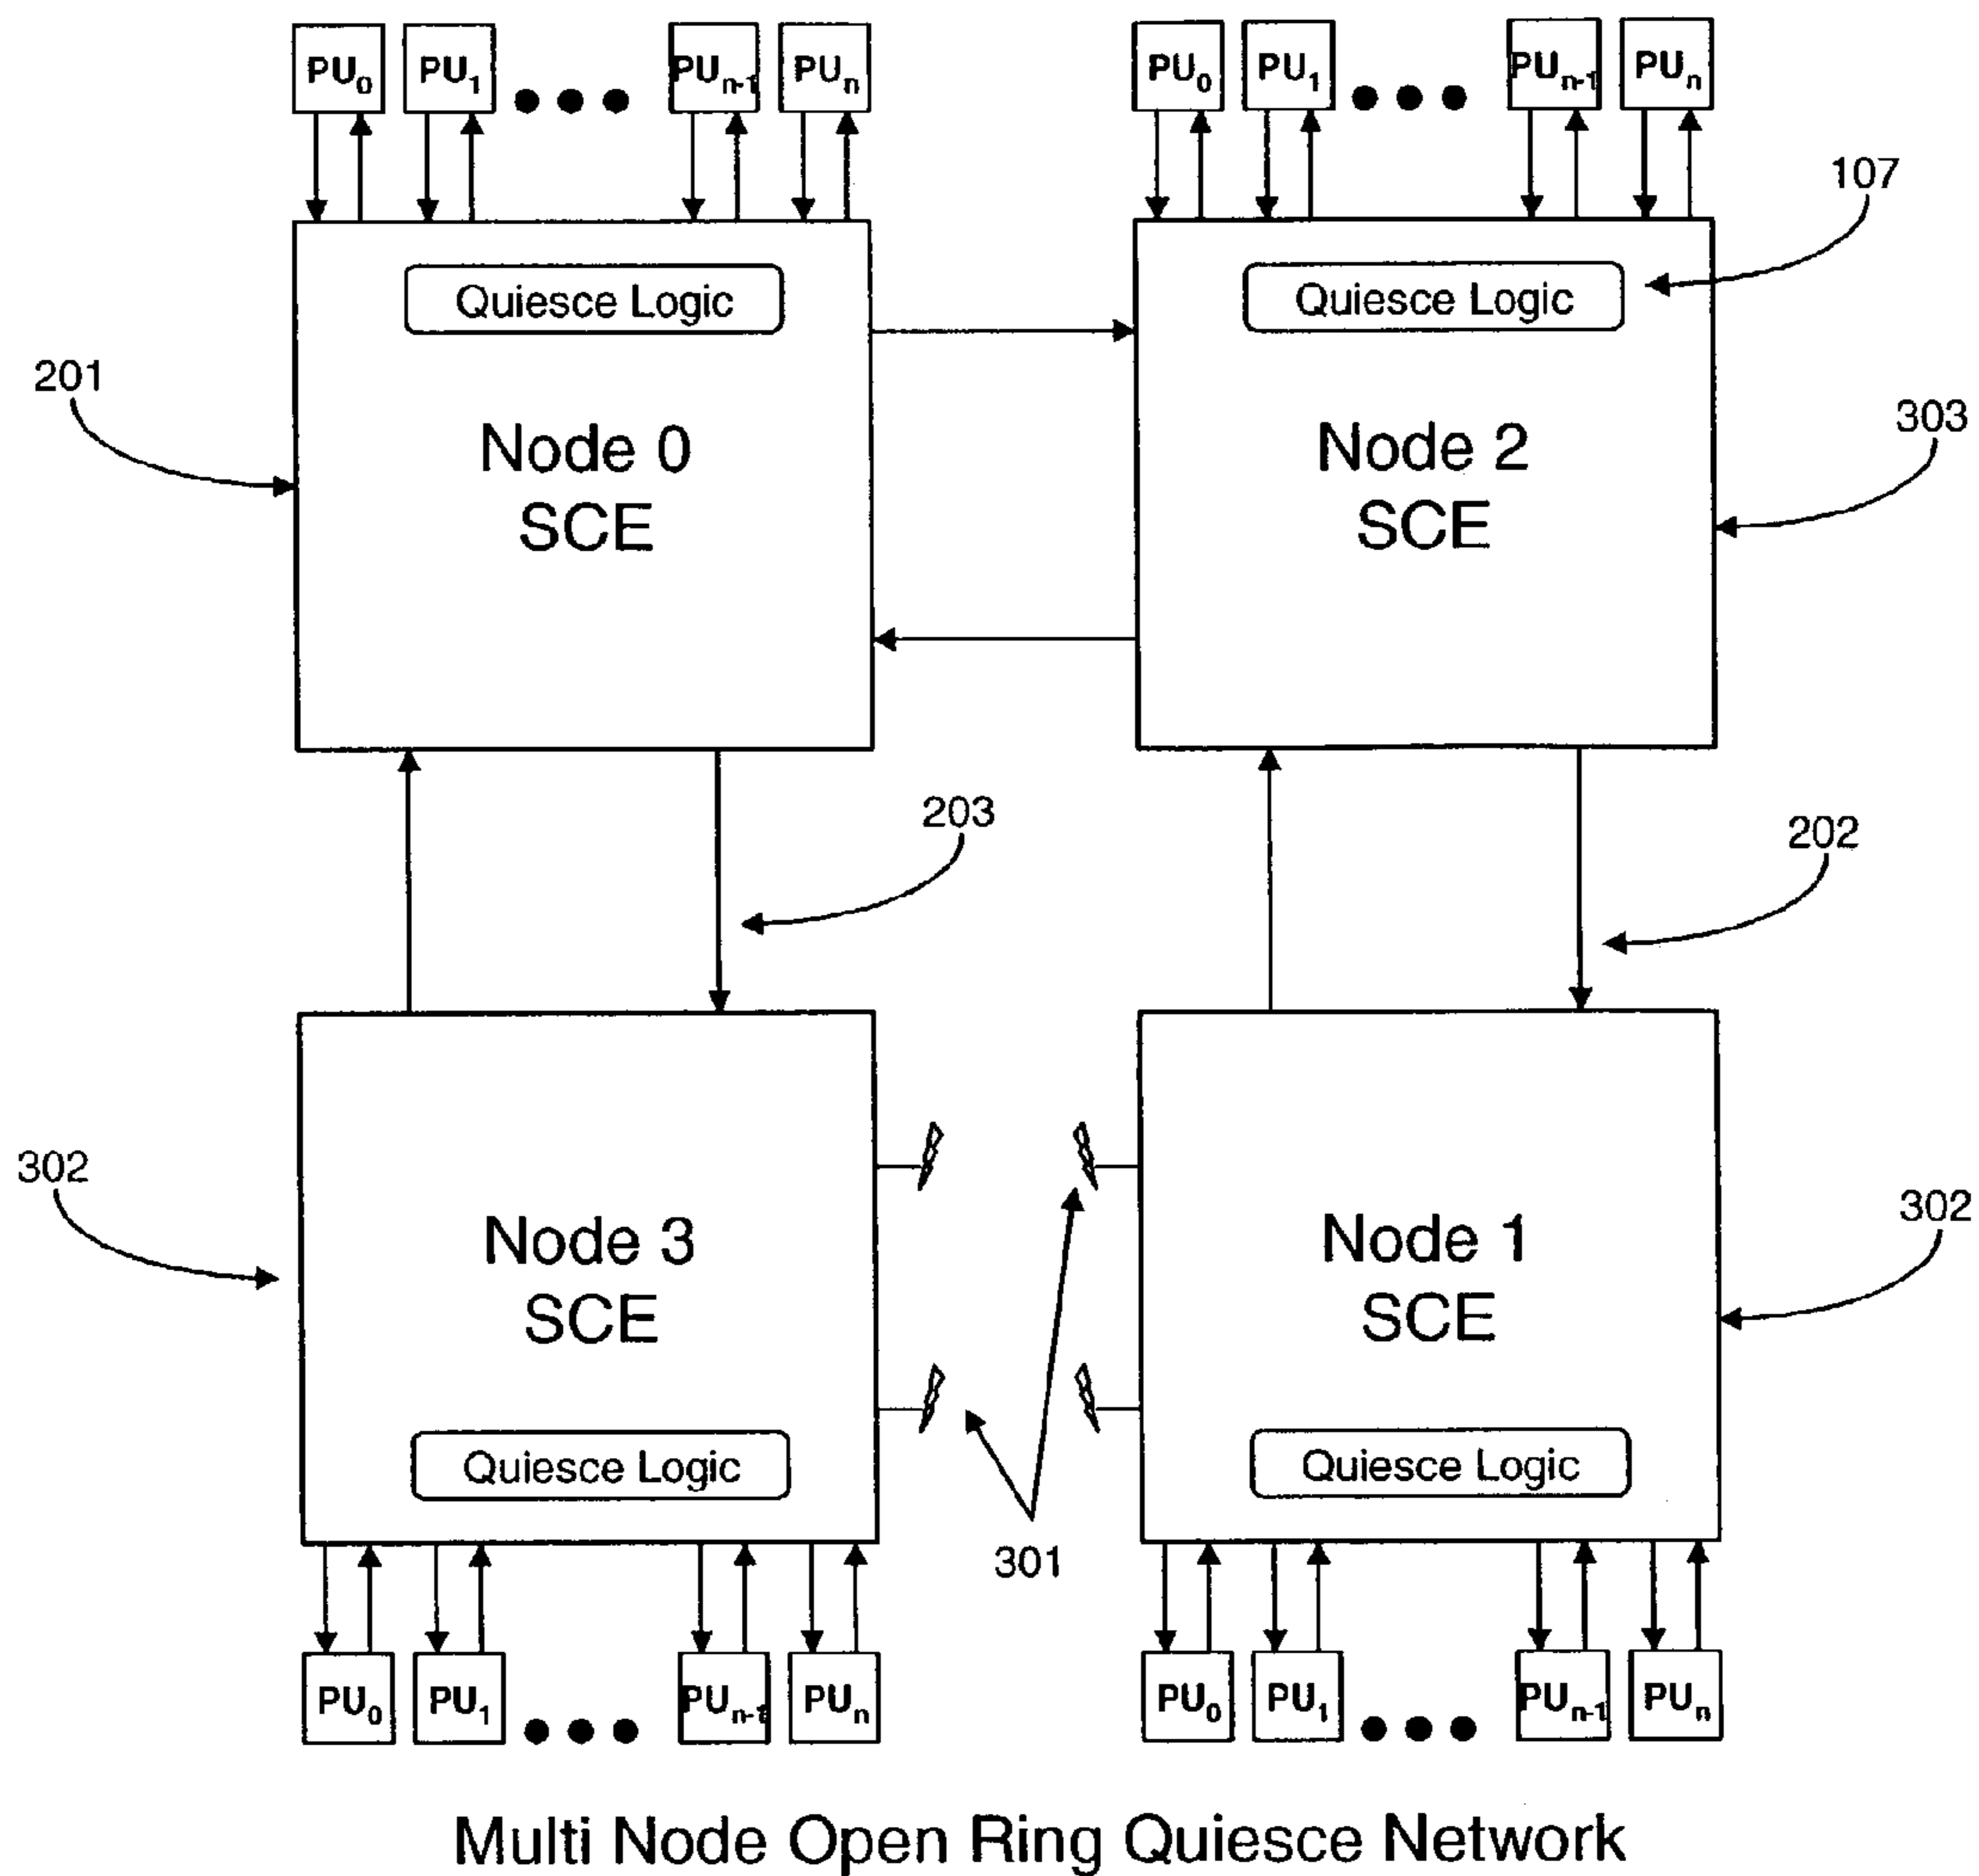 PU0 PU1 PUn-1 PUn
PU0 PU1 PUn-1 PUn
107
Quiesce Logic
Quiesce Logic
201
303
Node 0
SCE
Node 2
SCE
203
202
302
302
Node 3
SCE
Node 1
SCE
Quiesce Logic
Quiesce Logic
301
PU0 PU1 PUn-1 PUn
PU0 PU1 PUn-1 PUn
Multi Node Open Ring Quiesce Network